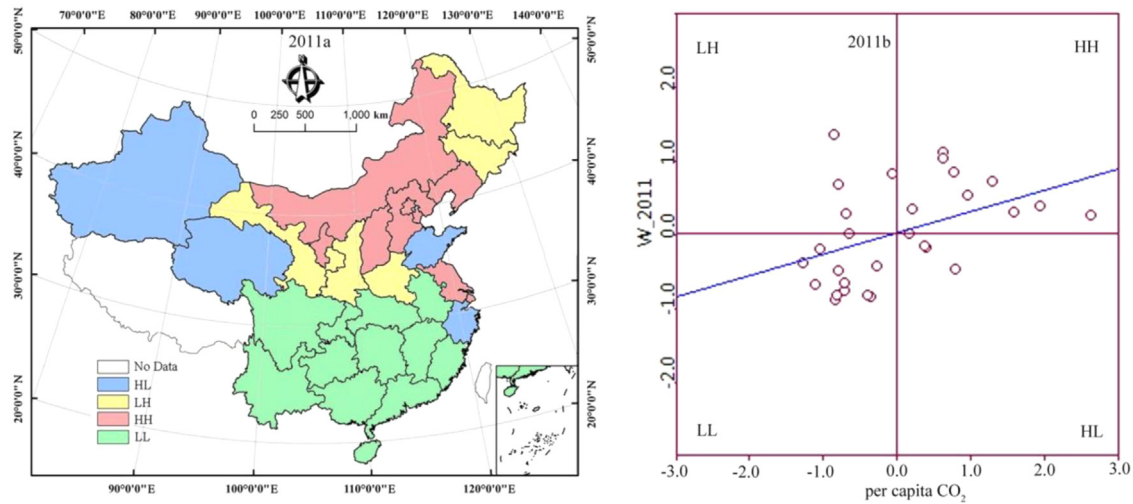 70°0'0"E 80°0'0"E 90°0'0"E 100°0'0"E 110°0'0"E 120°0'0"E 130°0'0"E 140°0'0"E
2011a
0 250 500 1,000 km
50°0'0"N
40°0'0"N
30°0'0"N
20°0'0"N
50°0'0"N
40°0'0"N
30°0'0"N
20°0'0"N
No Data
HL
LH
HH
LL
90°0'0"E 100°0'0"E 110°0'0"E 120°0'0"E
LH
2011b
HH
W_2011
2.0
1.0
0.0
-1.0
-2.0
LL
HL
-3.0 -2.0 -1.0 0.0 1.0 2.0 3.0
per capita CO2